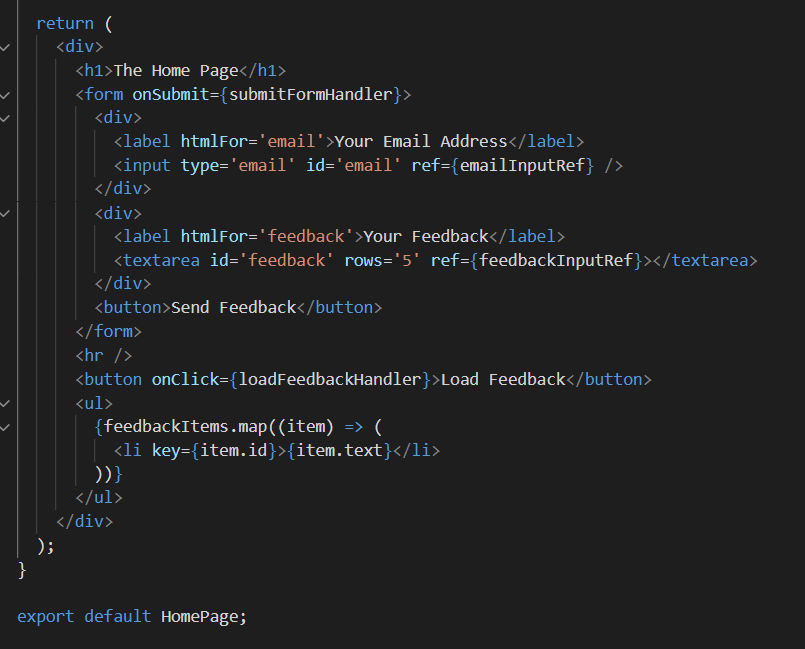 return (
<div>
<h1>The Home Page</h1>
<form onSubmit={submitFormHandler}>
<div>
<label htmlFor='email'>Your Email Address</label>
<input type='email' id='email' ref={emailInputRef} />
</div>
<div>
<label htmlFor='feedback'>Your Feedback</label>
<textarea id='feedback' rows='5' ref={feedbackInputRef}></textarea>
</div>
<button>Send Feedback</button>
</form>
<hr />
<button onClick={loadFeedbackHandler}>Load Feedback</button>
<ul>
{feedbackItems.map((item) => (
<li key={item.id}>{item.text}</li>
))}
</ul>
</div>
);
}
export default HomePage;